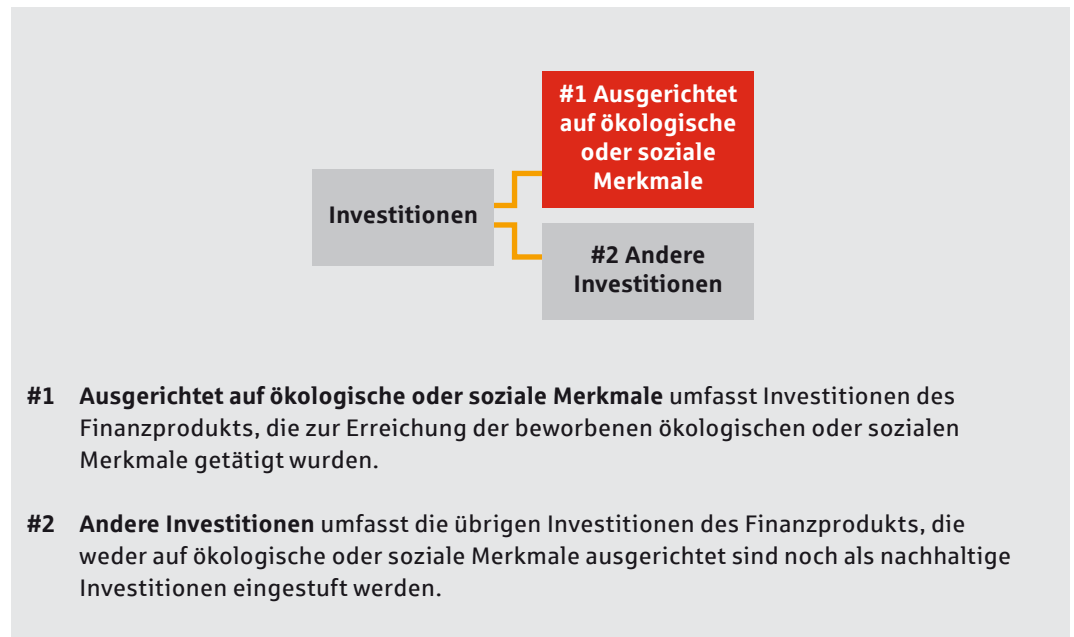 #1 Ausgerichtet
auf ökologische
oder soziale
Merkmale
Investitionen
#2 Andere
Investitionen
#1 Ausgerichtet auf ökologische oder soziale Merkmale umfasst Investitionen des
Finanzprodukts, die zur Erreichung der beworbenen ökologischen oder sozialen
Merkmale getätigt wurden.
#2 Andere Investitionen umfasst die übrigen Investitionen des Finanzprodukts, die
weder auf ökologische oder soziale Merkmale ausgerichtet sind noch als nachhaltige
Investitionen eingestuft werden.